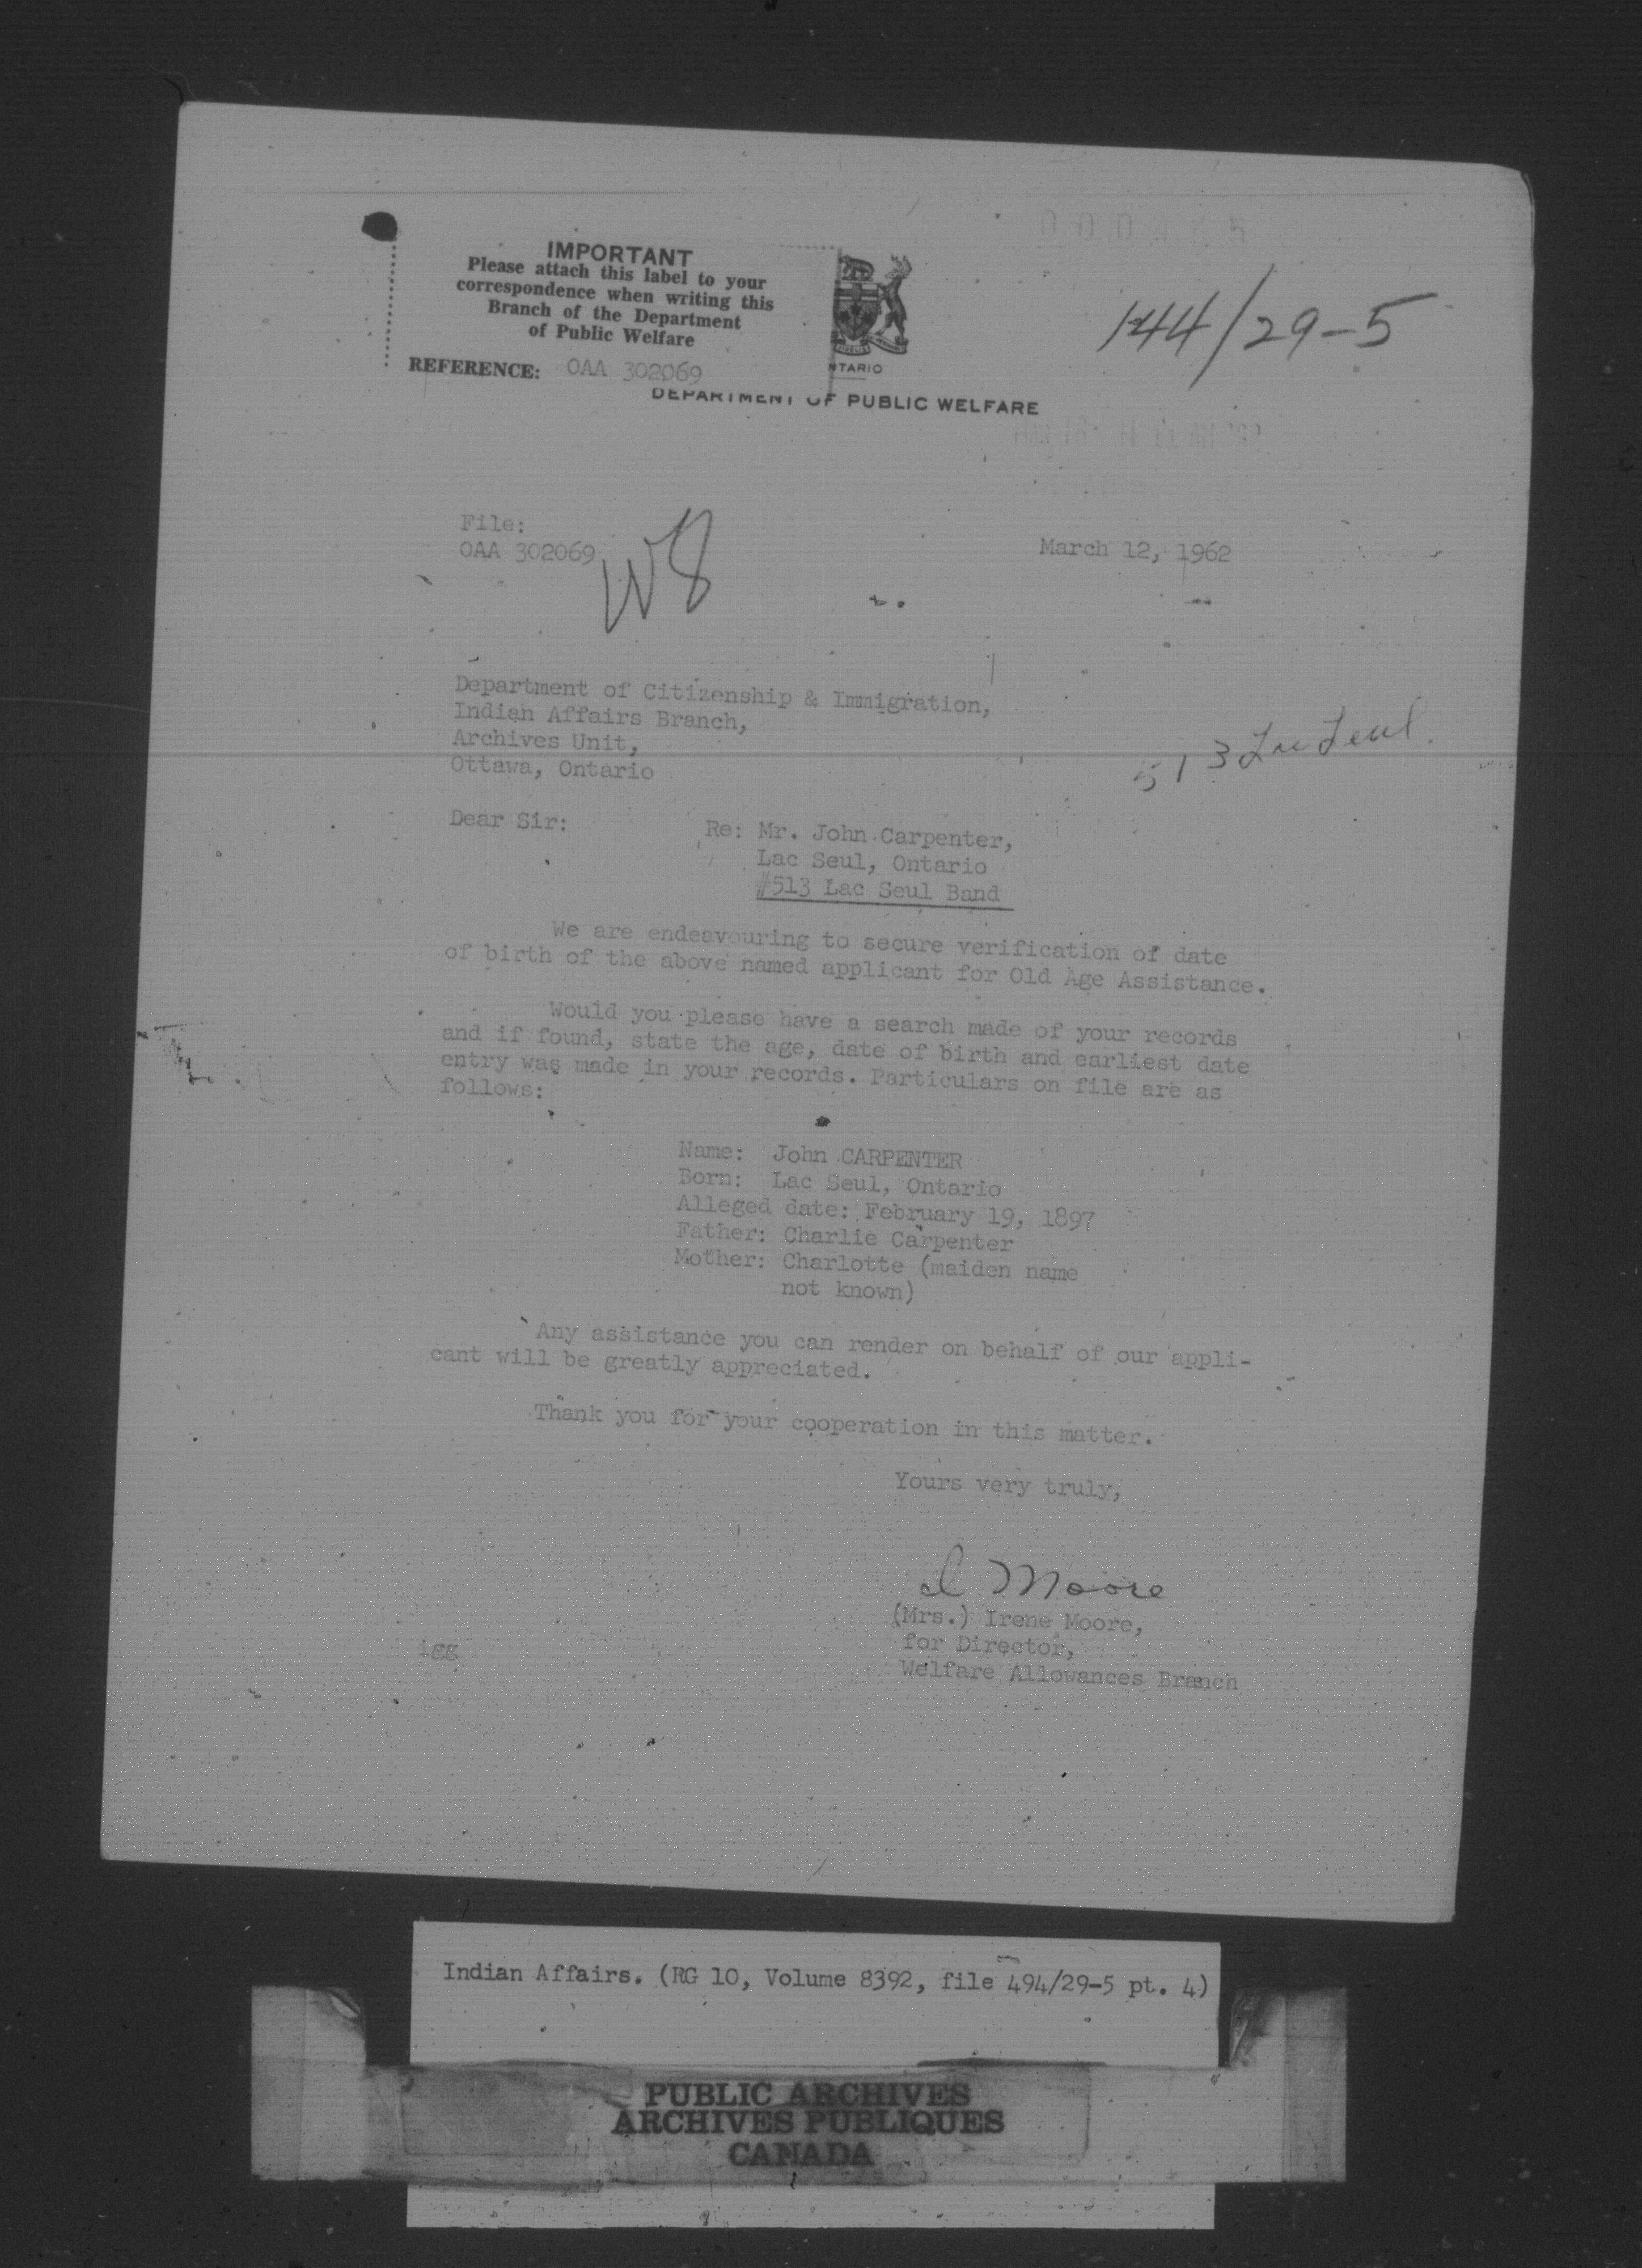 IMPORTANT
Please attach this label to your
correspondence when writing this
Branch of the Department
of Public Welfare
REFERENCE: OAA 302069
NTARIO
DEPARTMENT OF PUBLIC WELFARE
144/29-5
File:
OAA 302069
March 12, 1962
Department of Citizenship & Immigration,
Indian Affairs Branch,
Archives Unit,
Ottawa, Ontario
513 Lac Seul.
Dear Sir:
Re: Mr. John Carpenter,
Lac Seul, Ontario
#513 Lac Seul Band
We are endeavouring to secure verification of date
of birth of the above named applicant for Old Age Assistance.
Would you please have a search made of your records
and if found, state the age, date of birth and earliest date
entry was made in your records. Particulars on file are as
follows:
Name: John CARPENTER
Born: Lac Seul, Ontario
Alleged date: February 19, 1897
Father: Charlie Carpenter
Mother: Charlotte (maiden name
not known)
Any assistance you can render on behalf of our appli-
cant will be greatly appreciated.
Thank you for your cooperation in this matter.
Yours very truly,
I Moore
(Mrs.) Irene Moore,
for Director,
Welfare Allowances Branch
igg
Indian Affairs. (RG 10, Volume 8392, file 494/29-5 pt. 4)
PUBLIC ARCHIVES
ARCHIVES PUBLIQUES
CANADA